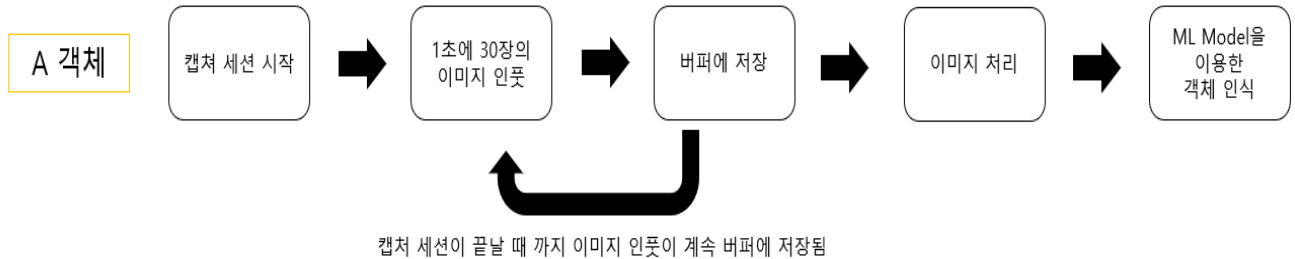 A 객체
캡쳐 세션 시작
1초에 30장의
이미지 인풋
버퍼에 저장
이미지 처리
ML Model을
이용한
객체 인식
캡처 세션이 끝날 때 까지 이미지 인풋이 계속 버퍼에 저장됨